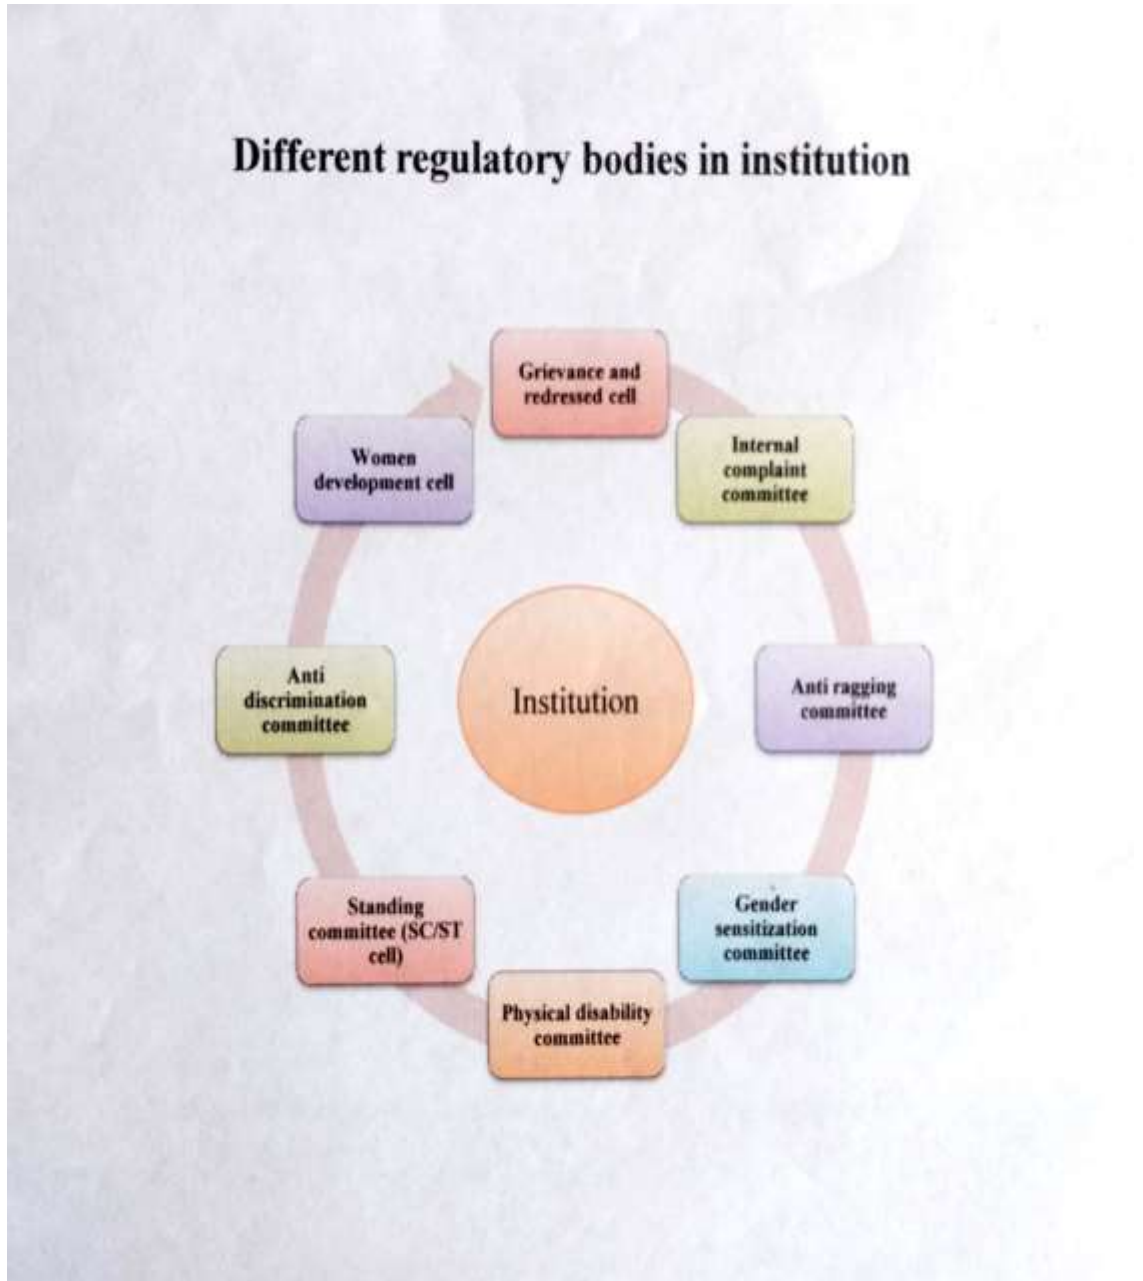 Different regulatory bodies in institution
Grievance and
redressed cell
Internal
complaint
committee
Anti ragging
committee
Gender
sensitization
committee
Physical disability
committee
Standing
committee (SC/ST
cell)
Anti
discrimination
committee
Women
development cell
Institution